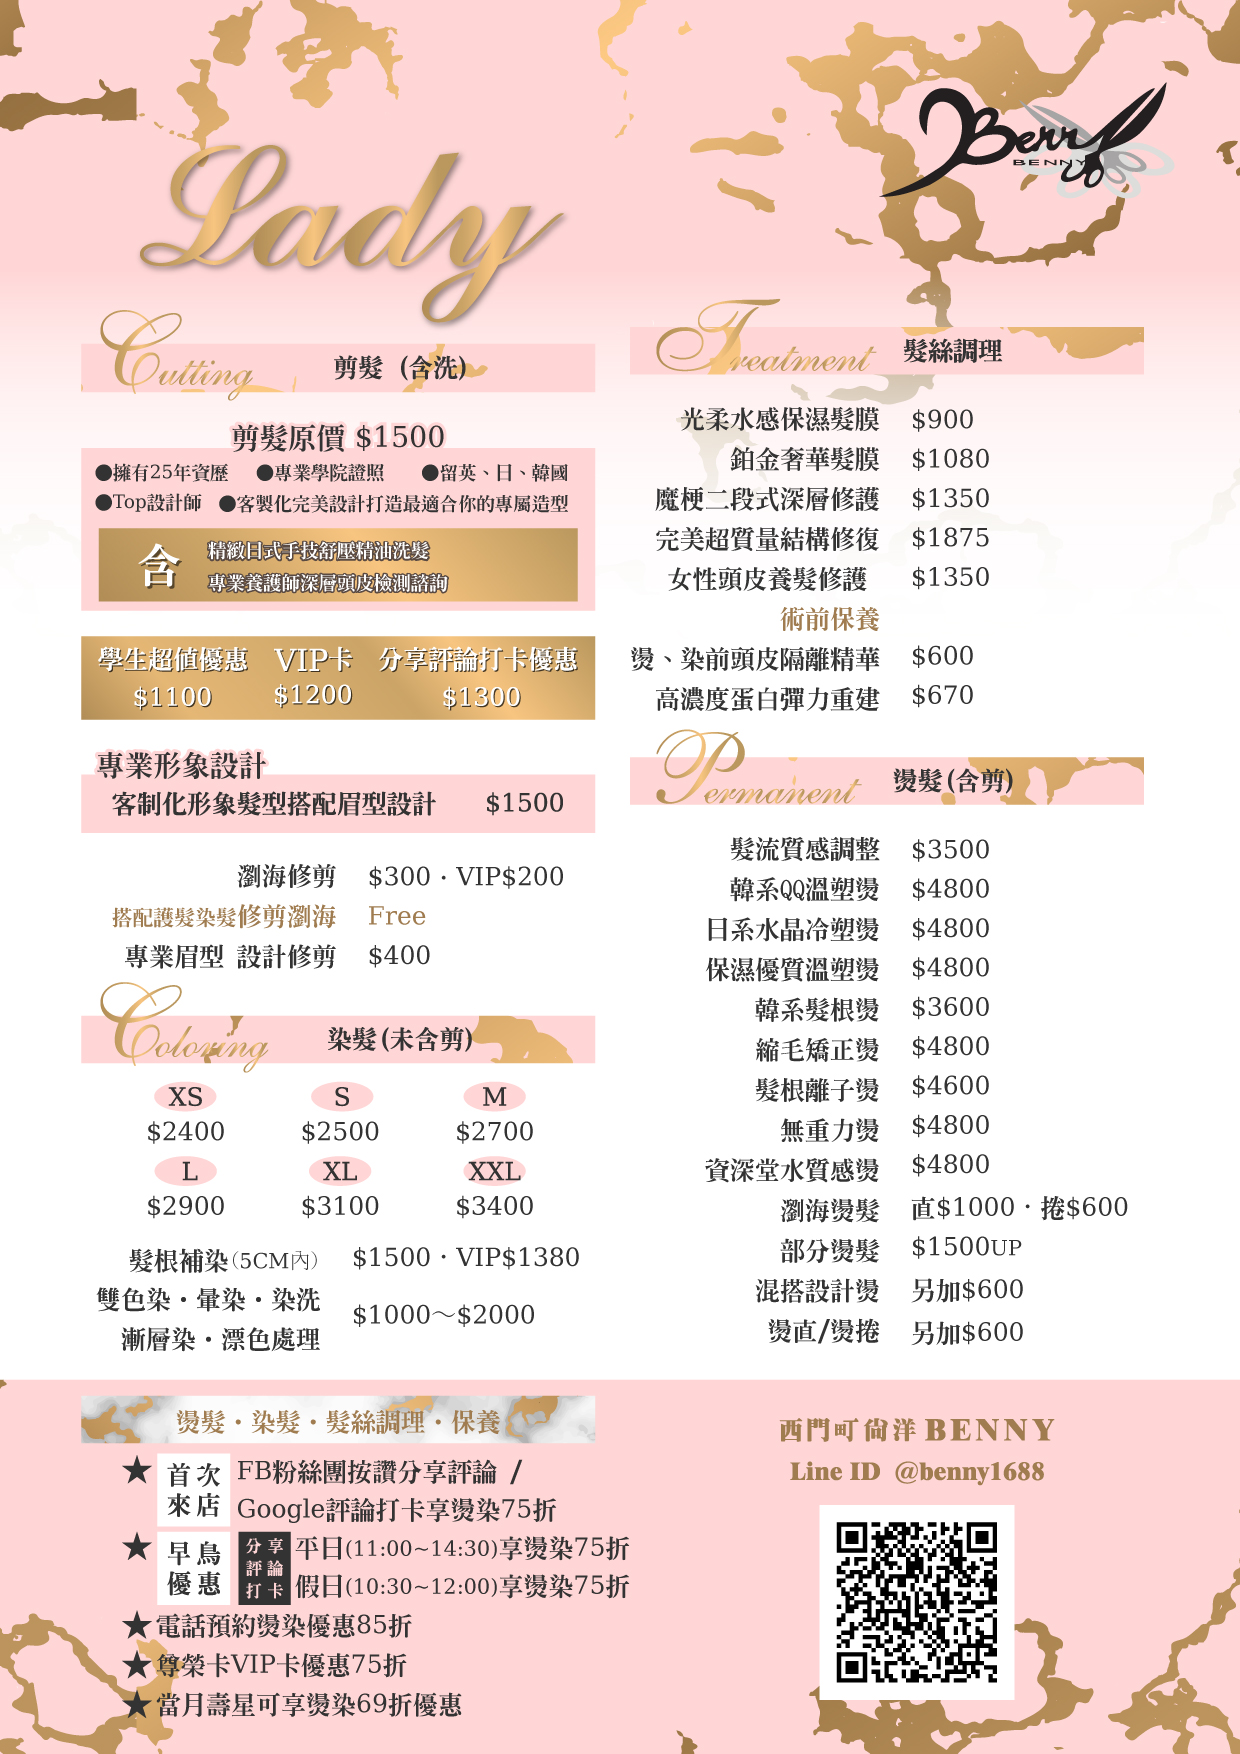 Lady
Benny
BENNY
Cutting 剪髮 (含洗)
剪髮原價 $1500
●擁有25年資歷 ●專業學院證照 ●留英、日、韓國
●Top設計師 ●客製化完美設計打造最適合你的專屬造型
含
精緻日式手技舒壓精油洗髮
專業養護師深層頭皮檢測諮詢
學生超值優惠 VIP卡 分享評論打卡優惠
$1100 $1200 $1300
專業形象設計
客制化形象髮型搭配眉型設計 $1500
瀏海修剪 $300．VIP$200
搭配護髮染髮修剪瀏海 Free
專業眉型 設計修剪 $400
Coloring 染髮(未含剪)
XS S M
$2400 $2500 $2700
L XL XXL
$2900 $3100 $3400
髮根補染(5CM內) $1500．VIP$1380
雙色染・暈染・染洗
漸層染・漂色處理
$1000～$2000
Treatment 髮絲調理
光柔水感保濕髮膜 $900
鉑金奢華髮膜 $1080
魔梗二段式深層修護 $1350
完美超質量結構修復 $1875
女性頭皮養髮修護 $1350
術前保養
燙、染前頭皮隔離精華 $600
高濃度蛋白彈力重建 $670
Permanent 燙髮(含剪)
髮流質感調整 $3500
韓系QQ溫塑燙 $4800
日系水晶冷塑燙 $4800
保濕優質溫塑燙 $4800
韓系髮根燙 $3600
縮毛矯正燙 $4800
髮根離子燙 $4600
無重力燙 $4800
資深堂水質感燙 $4800
瀏海燙髮 直$1000．捲$600
部分燙髮 $1500UP
混搭設計燙 另加$600
燙直/燙捲 另加$600
燙髮・染髮・髮絲調理・保養
★ 首次來店 FB粉絲團按讚分享評論 /
Google評論打卡享燙染75折
★ 早鳥優惠 分享評論打卡 平日(11:00~14:30)享燙染75折
假日(10:30~12:00)享燙染75折
★電話預約燙染優惠85折
★尊榮卡VIP卡優惠75折
★當月壽星可享燙染69折優惠
西門町尙洋BENNY
Line ID @benny1688